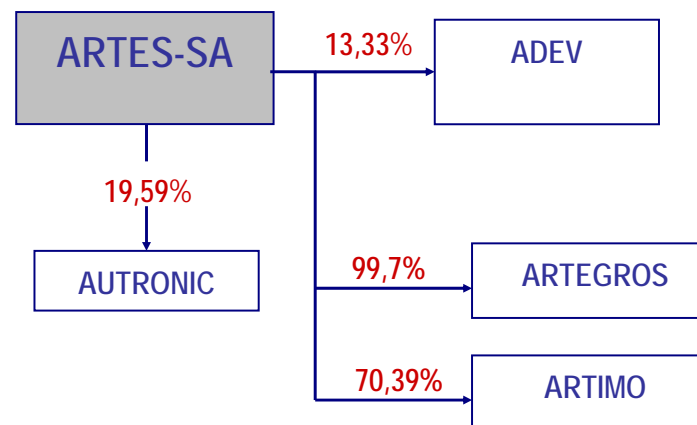 ARTES-SA
13,33%
ADEV
19,59%
AUTRONIC
99,7%
ARTEGROS
70,39%
ARTIMO